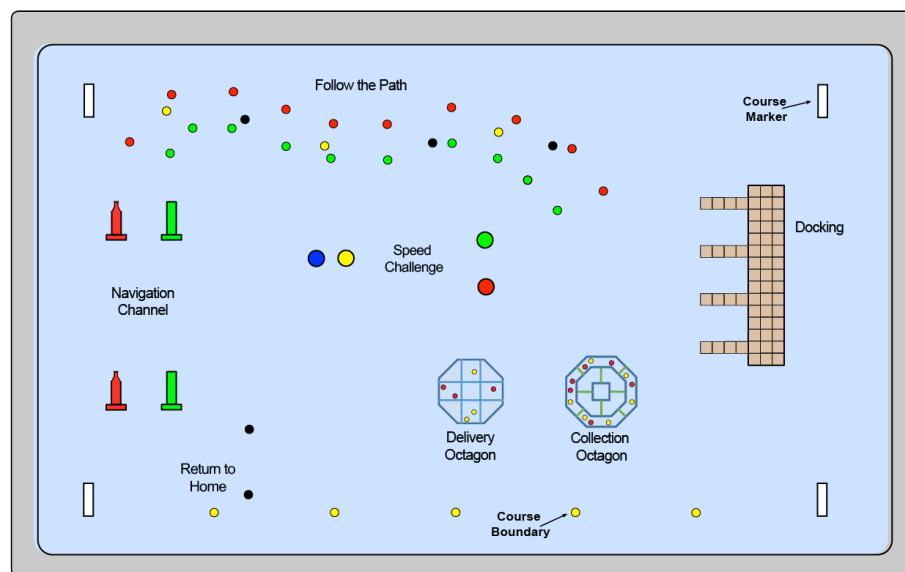 Follow the Path
Course
Marker
Docking
Speed
Challenge
Navigation
Channel
Delivery
Octagon
Collection
Octagon
Return to
Home
Course
Boundary